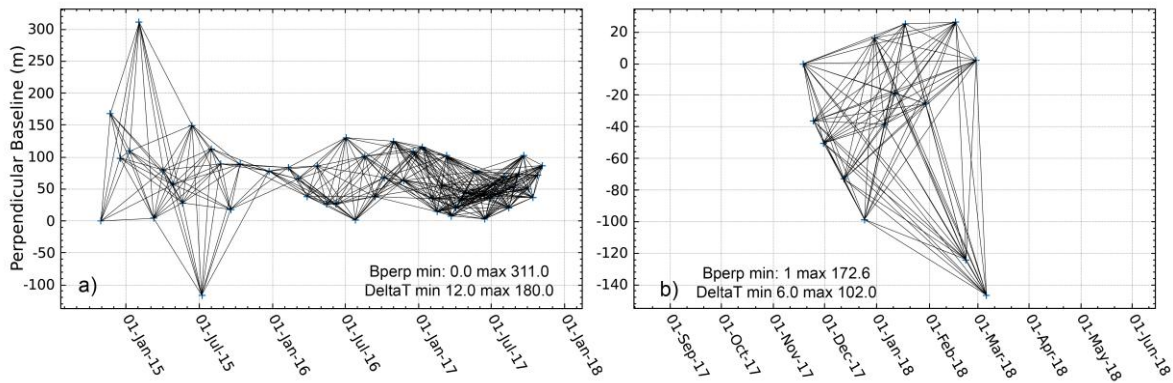 Perpendicular Baseline (m)
300
250
200
150
100
50
0
-50
-100
a)
Bperp min: 0.0 max 311.0
DeltaT min 12.0 max 180.0
01-Jan-15
01-Jul-15
01-Jan-16
01-Jul-16
01-Jan-17
01-Jul-17
01-Jan-18
20
0
-20
-40
-60
-80
-100
-120
-140
b)
Bperp min: 1 max 172.6
DeltaT min 6.0 max 102.0
01-Sep-17
01-Oct-17
01-Nov-17
01-Dec-17
01-Jan-18
01-Feb-18
01-Mar-18
01-Apr-18
01-May-18
01-Jun-18